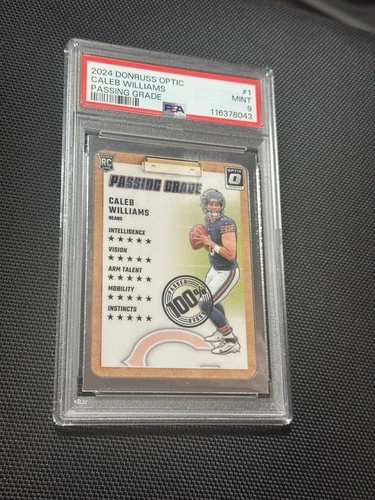 2024 DONRUSS OPTIC #1
CALEB WILLIAMS MINT
PASSING GRADE PSA 9
116378043
RC
PASSING GRADE
OPTIC
CALEB
WILLIAMS
BEARS
INTELLIGENCE
★ ★ ★ ★ ★
VISION
★ ★ ★ ★ ★
ARM TALENT
★ ★ ★ ★ ★
MOBILITY
★ ★ ★ ★ ★
INSTINCTS
★ ★ ★ ★ ★
100%